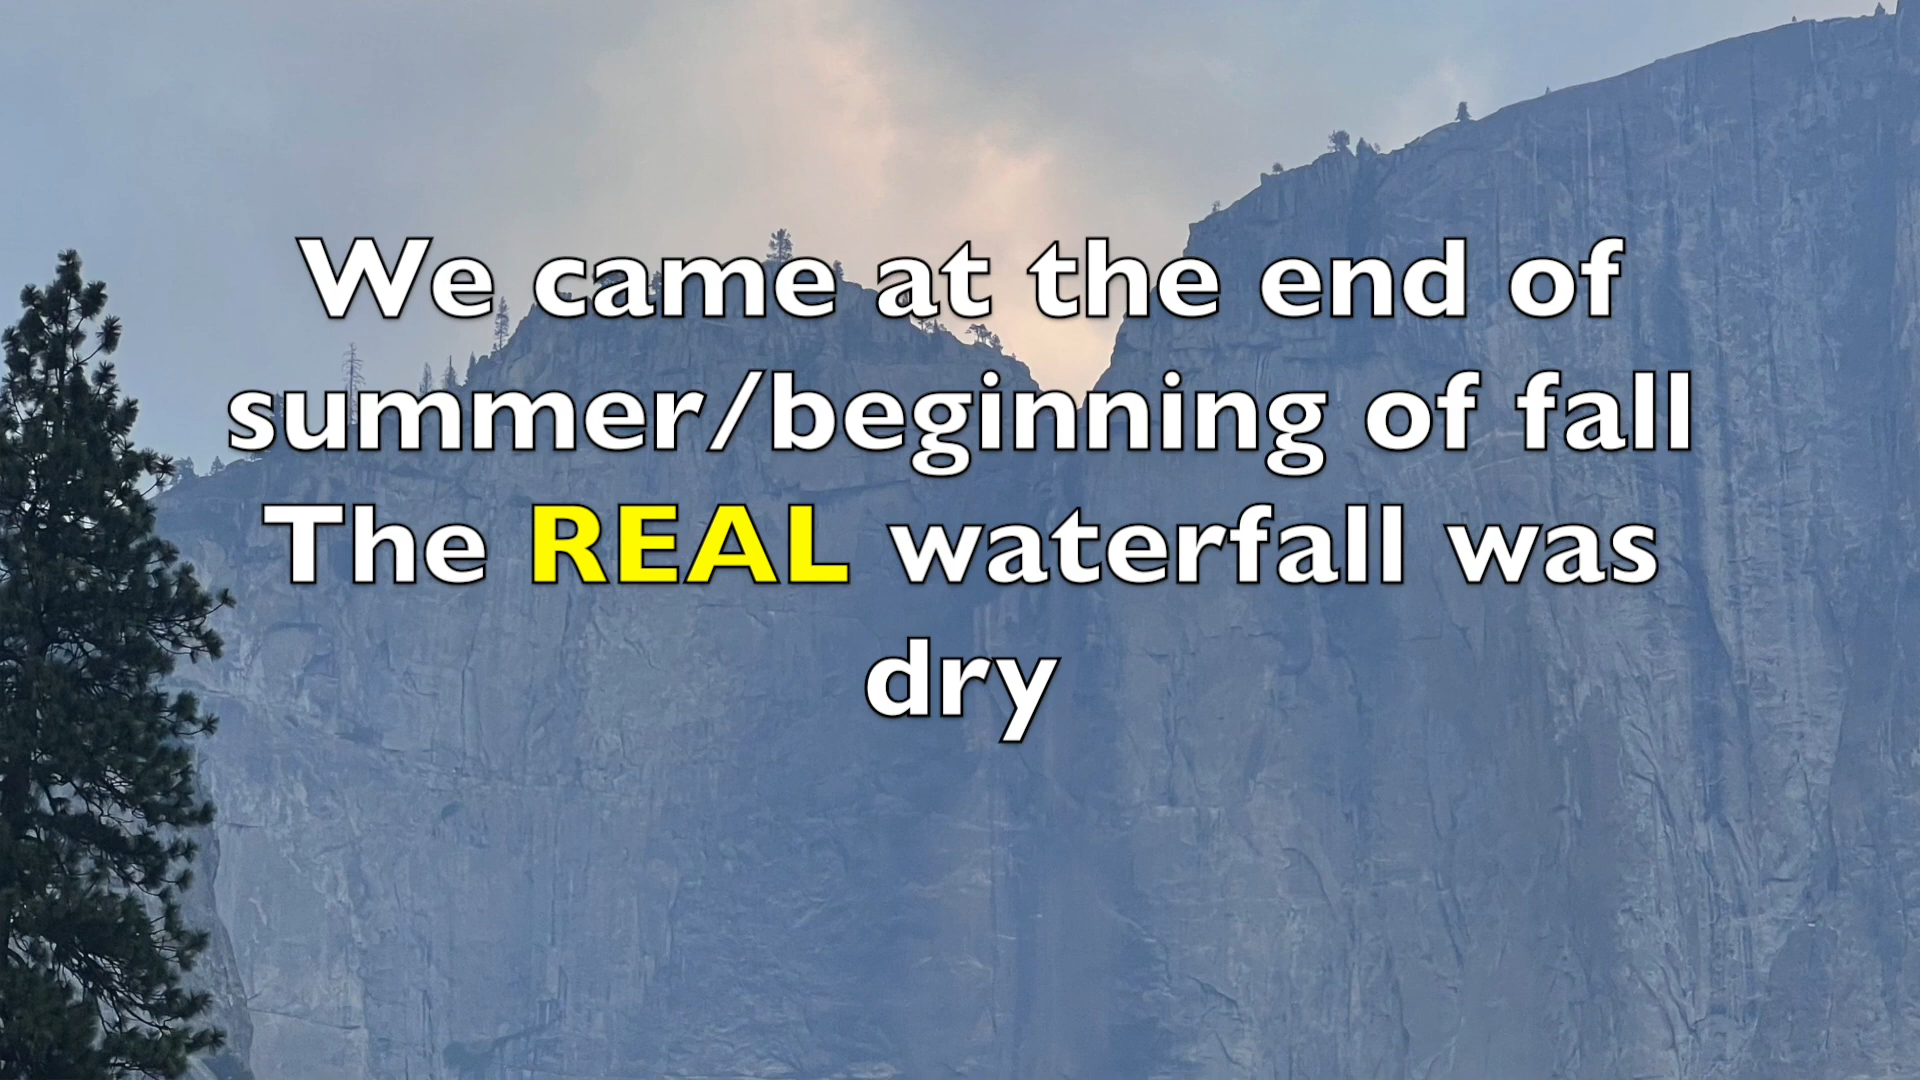 We came at the end of
summer/beginning of fall
The REAL waterfall was
dry